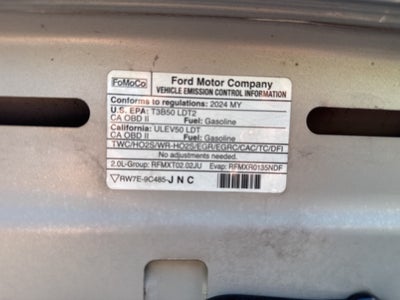 FoMoCo
Ford Motor Company
VEHICLE EMISSION CONTROL INFORMATION
Conforms to regulations: 2024 MY
U.S. EPA: T3B50 LDT2
CA OBD II Fuel: Gasoline
California: ULEV50 LDT
CA OBD II Fuel: Gasoline
TWC/HO2S/WR-HO2S/EGR/EGRC/CAC/TC/DFI
No adjustments needed.
2.0L-Group: RFMXT02.02JU Evap: RFMXR0135NDF
RW7E-9C485-JNC